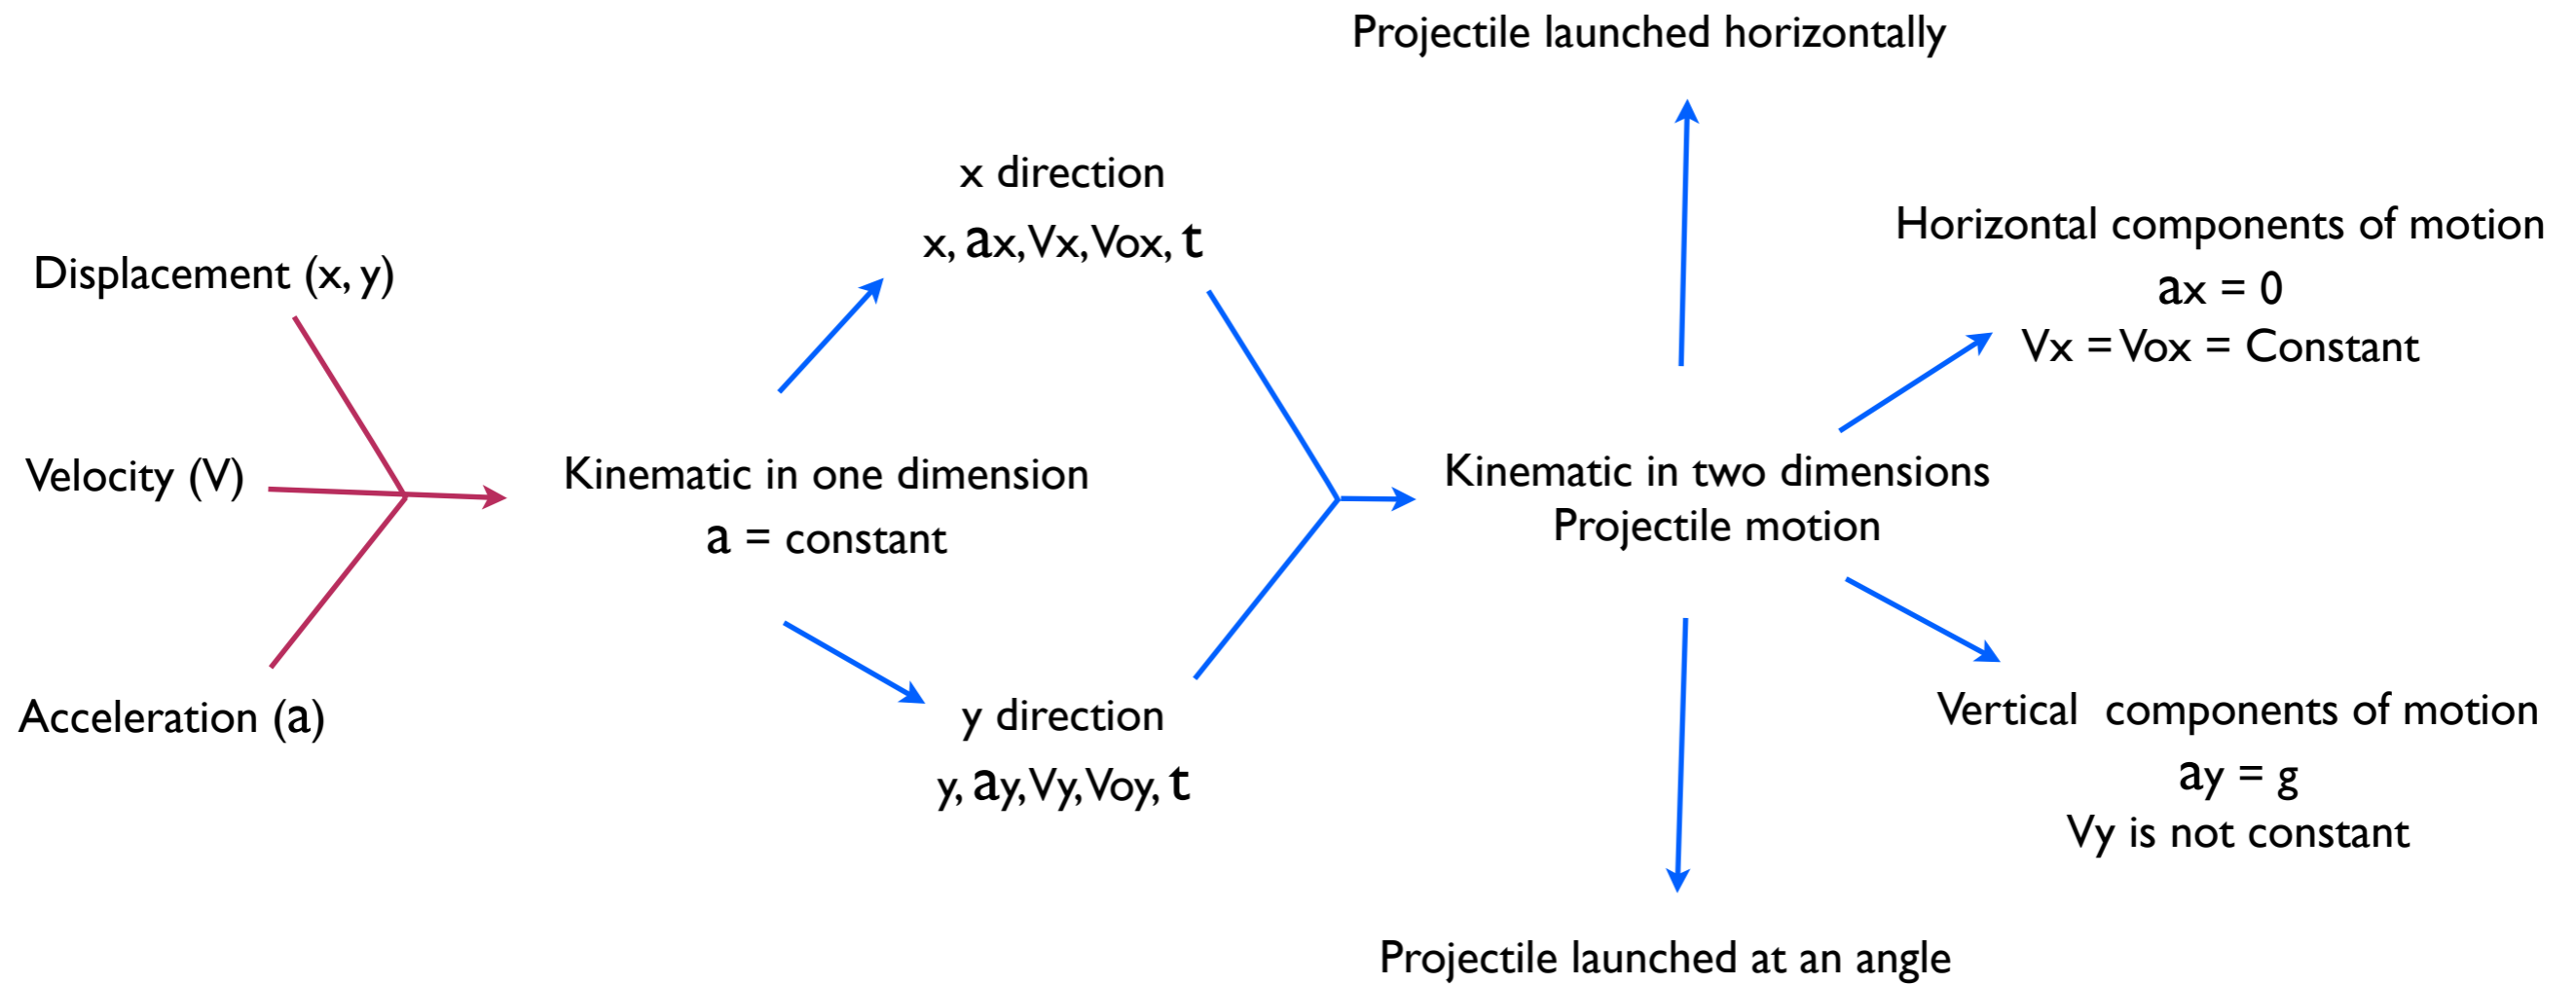 Displacement (x, y)
Velocity (V)
Acceleration (a)
Kinematic in one dimension
a = constant
x direction
x, ax, Vx, Vox, t
y direction
y, ay, Vy, Voy, t
Kinematic in two dimensions
Projectile motion
Projectile launched horizontally
Horizontal components of motion
ax = 0
Vx = Vox = Constant
Vertical components of motion
ay = g
Vy is not constant
Projectile launched at an angle